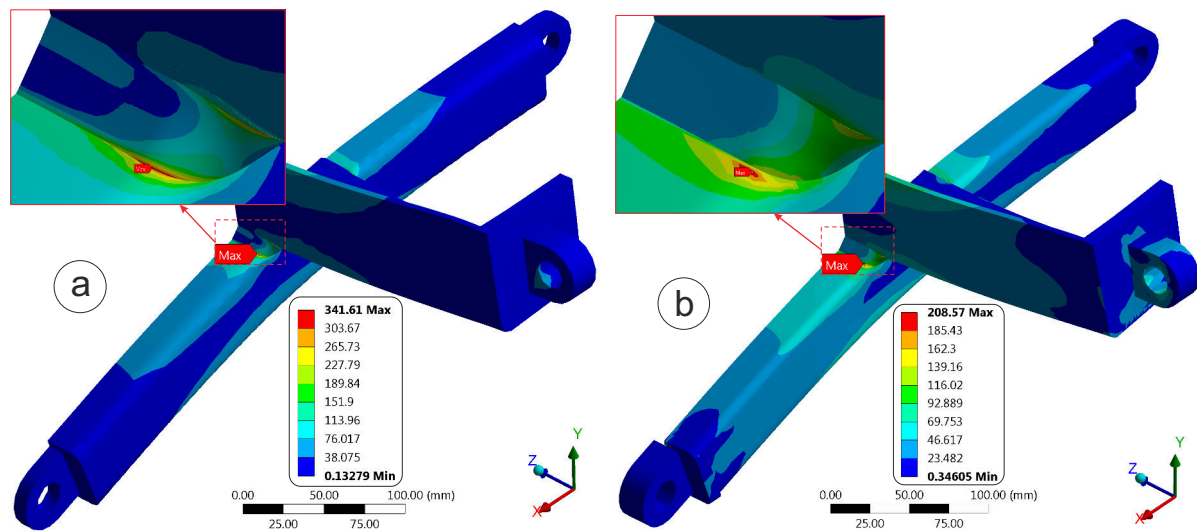 Max
Max
a
341.61 Max
303.67
265.73
227.79
189.84
151.9
113.96
76.017
38.075
0.13279 Min
0.00
50.00
100.00 (mm)
25.00
75.00
Y
Z
X
Max
Max
b
208.57 Max
185.43
162.3
139.16
116.02
92.889
69.753
46.617
23.482
0.34605 Min
0.00
50.00
100.00 (mm)
25.00
75.00
Y
Z
X